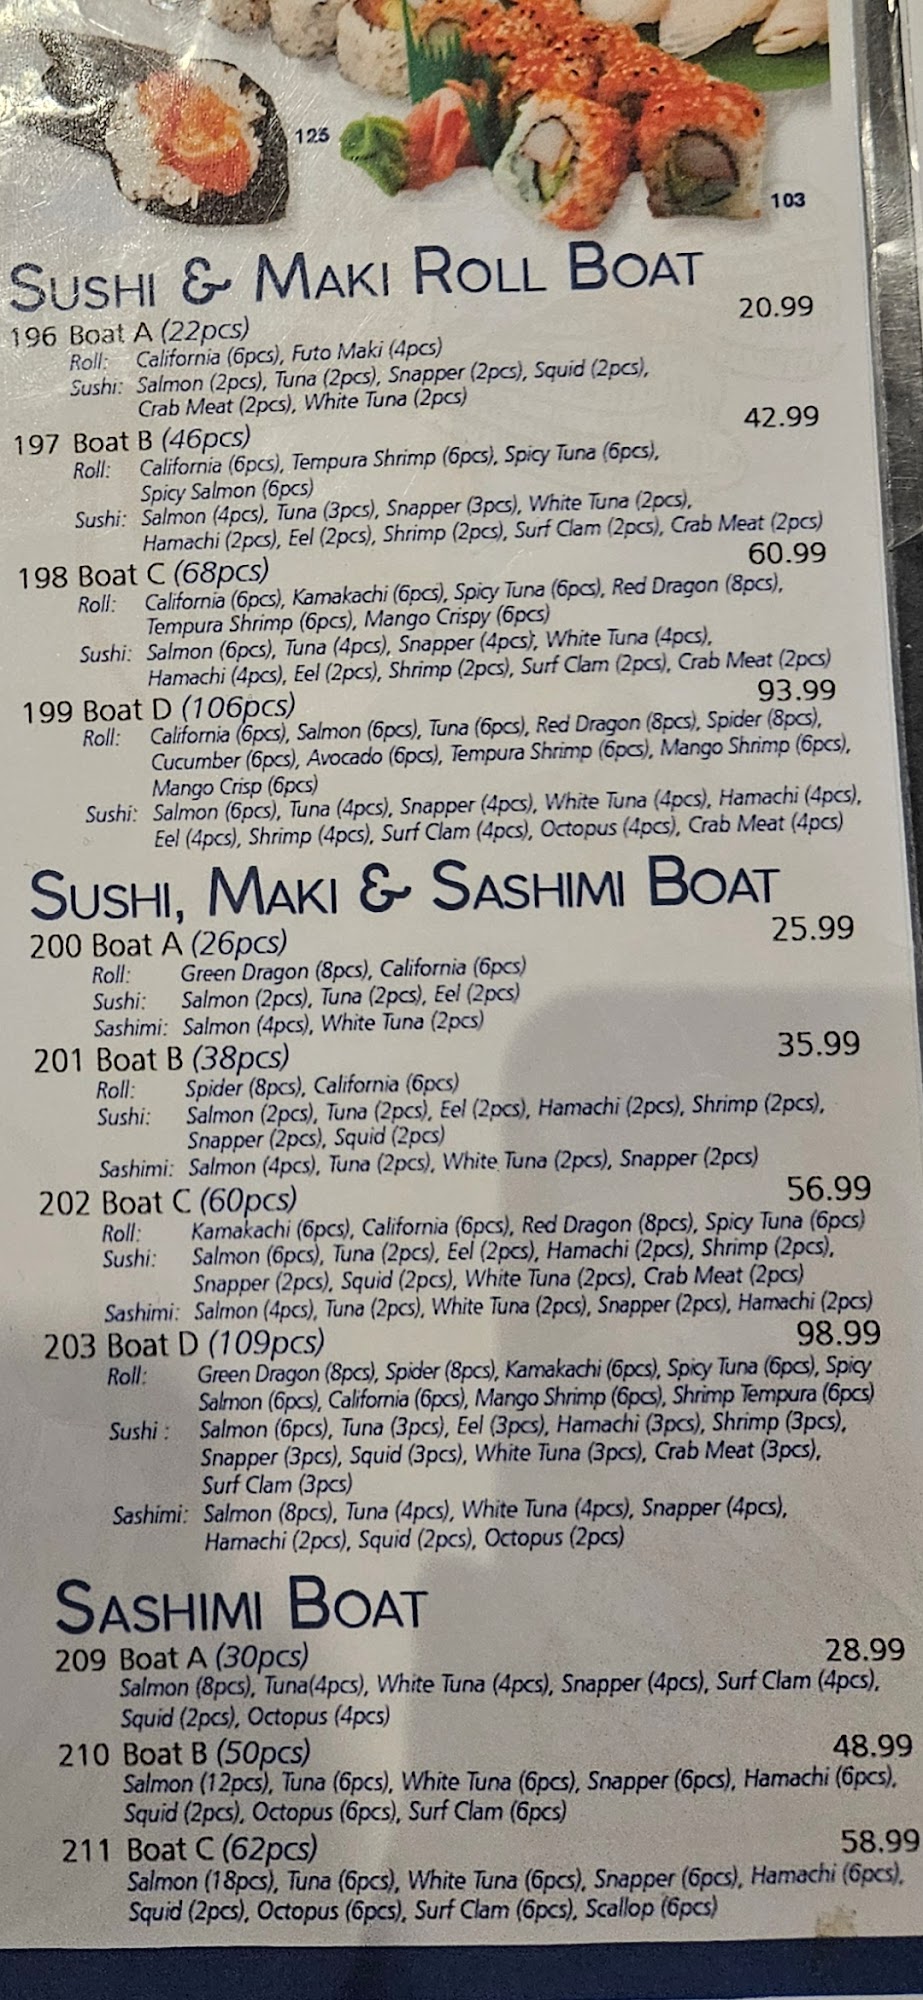 125
103
SUSHI & MAKI ROLL BOAT
196 Boat A (22pcs) 20.99
Roll: California (6pcs), Futo Maki (4pcs)
Sushi: Salmon (2pcs), Tuna (2pcs), Snapper (2pcs), Squid (2pcs),
Crab Meat (2pcs), White Tuna (2pcs)
197 Boat B (46pcs) 42.99
Roll: California (6pcs), Tempura Shrimp (6pcs), Spicy Tuna (6pcs),
Spicy Salmon (6pcs)
Sushi: Salmon (4pcs), Tuna (3pcs), Snapper (3pcs), White Tuna (2pcs),
Hamachi (2pcs), Eel (2pcs), Shrimp (2pcs), Surf Clam (2pcs), Crab Meat (2pcs)
198 Boat C (68pcs) 60.99
Roll: California (6pcs), Kamakachi (6pcs), Spicy Tuna (6pcs), Red Dragon (8pcs),
Tempura Shrimp (6pcs), Mango Crispy (6pcs)
Sushi: Salmon (6pcs), Tuna (4pcs), Snapper (4pcs), White Tuna (4pcs),
Hamachi (4pcs), Eel (2pcs), Shrimp (2pcs), Surf Clam (2pcs), Crab Meat (2pcs)
199 Boat D (106pcs) 93.99
Roll: California (6pcs), Salmon (6pcs), Tuna (6pcs), Red Dragon (8pcs), Spider (8pcs),
Cucumber (6pcs), Avocado (6pcs), Tempura Shrimp (6pcs), Mango Shrimp (6pcs),
Mango Crisp (6pcs)
Sushi: Salmon (6pcs), Tuna (4pcs), Snapper (4pcs), White Tuna (4pcs), Hamachi (4pcs),
Eel (4pcs), Shrimp (4pcs), Surf Clam (4pcs), Octopus (4pcs), Crab Meat (4pcs)
SUSHI, MAKI & SASHIMI BOAT
200 Boat A (26pcs) 25.99
Roll: Green Dragon (8pcs), California (6pcs)
Sushi: Salmon (2pcs), Tuna (2pcs), Eel (2pcs)
Sashimi: Salmon (4pcs), White Tuna (2pcs)
201 Boat B (38pcs) 35.99
Roll: Spider (8pcs), California (6pcs)
Sushi: Salmon (2pcs), Tuna (2pcs), Eel (2pcs), Hamachi (2pcs), Shrimp (2pcs),
Snapper (2pcs), Squid (2pcs)
Sashimi: Salmon (4pcs), Tuna (2pcs), White Tuna (2pcs), Snapper (2pcs)
202 Boat C (60pcs) 56.99
Roll: Kamakachi (6pcs), California (6pcs), Red Dragon (8pcs), Spicy Tuna (6pcs)
Sushi: Salmon (6pcs), Tuna (2pcs), Eel (2pcs), Hamachi (2pcs), Shrimp (2pcs),
Snapper (2pcs), Squid (2pcs), White Tuna (2pcs), Crab Meat (2pcs)
Sashimi: Salmon (4pcs), Tuna (2pcs), White Tuna (2pcs), Snapper (2pcs), Hamachi (2pcs)
203 Boat D (109pcs) 98.99
Roll: Green Dragon (8pcs), Spider (8pcs), Kamakachi (6pcs), Spicy Tuna (6pcs), Spicy
Salmon (6pcs), California (6pcs), Mango Shrimp (6pcs), Shrimp Tempura (6pcs)
Sushi : Salmon (6pcs), Tuna (3pcs), Eel (3pcs), Hamachi (3pcs), Shrimp (3pcs),
Snapper (3pcs), Squid (3pcs), White Tuna (3pcs), Crab Meat (3pcs),
Surf Clam (3pcs)
Sashimi: Salmon (8pcs), Tuna (4pcs), White Tuna (4pcs), Snapper (4pcs),
Hamachi (2pcs), Squid (2pcs), Octopus (2pcs)
SASHIMI BOAT
209 Boat A (30pcs) 28.99
Salmon (8pcs), Tuna(4pcs), White Tuna (4pcs), Snapper (4pcs), Surf Clam (4pcs),
Squid (2pcs), Octopus (4pcs)
210 Boat B (50pcs) 48.99
Salmon (12pcs), Tuna (6pcs), White Tuna (6pcs), Snapper (6pcs), Hamachi (6pcs),
Squid (2pcs), Octopus (6pcs), Surf Clam (6pcs)
211 Boat C (62pcs) 58.99
Salmon (18pcs), Tuna (6pcs), White Tuna (6pcs), Snapper (6pcs), Hamachi (6pcs),
Squid (2pcs), Octopus (6pcs), Surf Clam (6pcs), Scallop (6pcs)